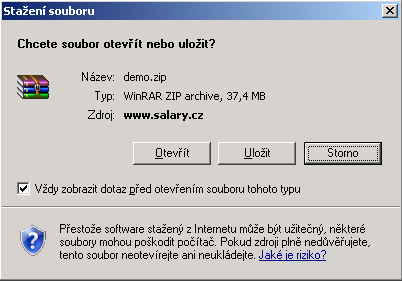 Stažení souboru
Chcete soubor otevřít nebo uložit?
Název: demo.zip
Typ: WinRAR ZIP archive, 37,4 MB
Zdroj: www.salary.cz
Otevřít Uložit Storno
Vždy zobrazit dotaz před otevřením souboru tohoto typu
Přestože software stažený z Internetu může být užitečný, některé
soubory mohou poškodit počítač. Pokud zdroji plně nedůvěřujete,
tento soubor neotevírejte ani neukládejte. Jaké je riziko?